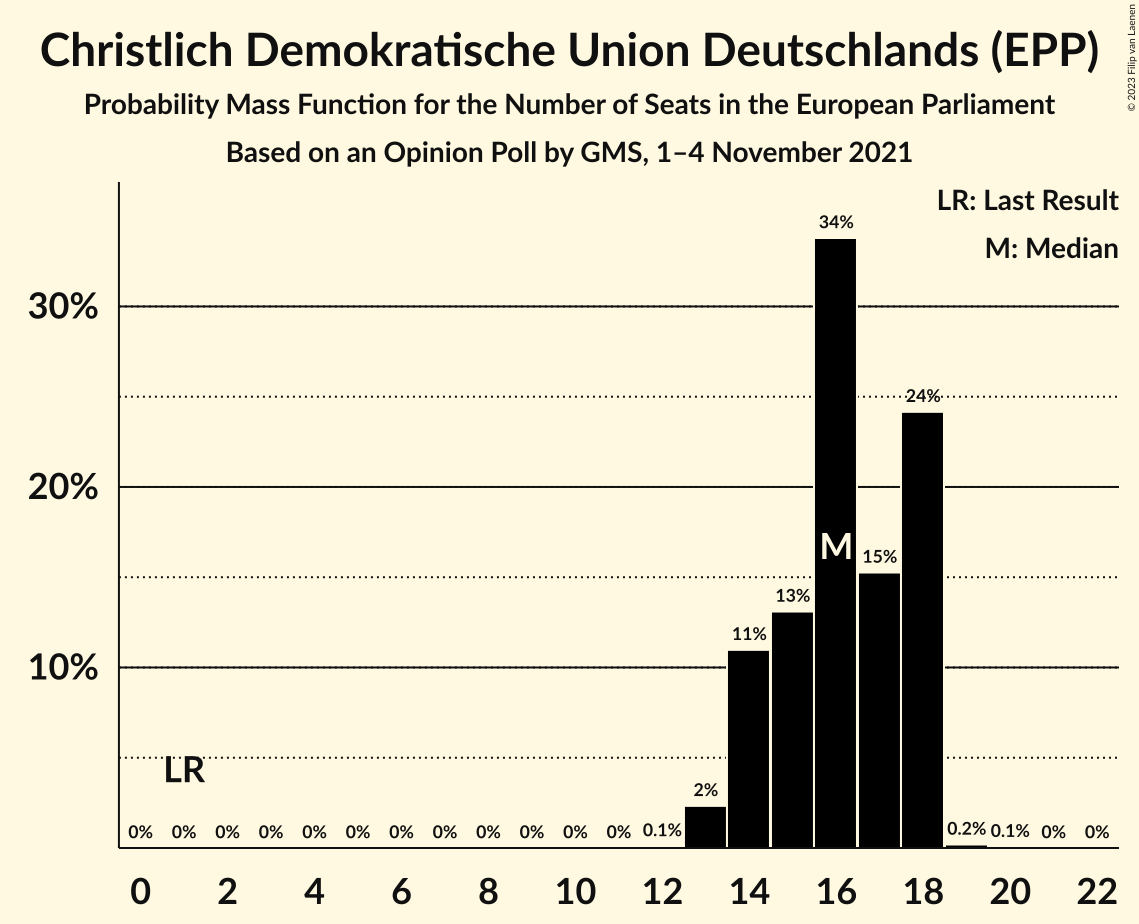 Christlich Demokratische Union Deutschlands (EPP)
Probability Mass Function for the Number of Seats in the European Parliament
Based on an Opinion Poll by GMS, 1–4 November 2021
© 2023 Filip van Laenen
LR: Last Result
M: Median
34%
30%
24%
20%
M
15%
13%
11%
10%
LR
2%
0% 0% 0% 0% 0% 0% 0% 0% 0% 0% 0% 0% 0.1% 0.2% 0.1% 0% 0%
0 2 4 6 8 10 12 14 16 18 20 22